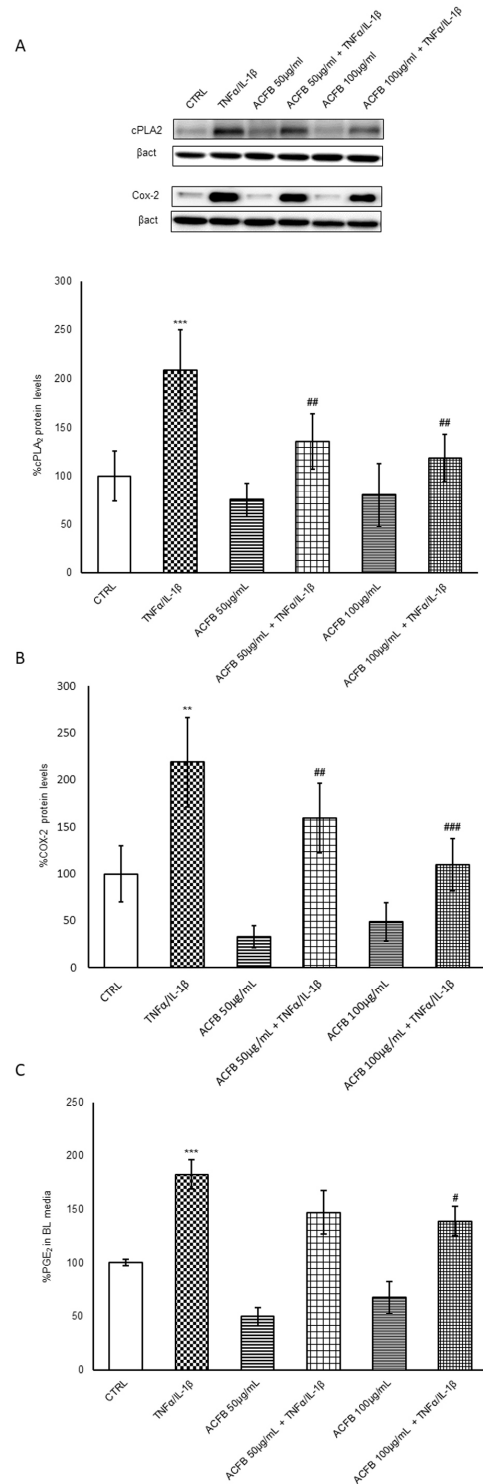 A
CTRL
TNFα/IL-1β
ACFB 50µg/ml
ACFB 50µg/ml + TNFα/IL-1β
ACFB 100µg/ml
ACFB 100µg/ml + TNFα/IL-1β
cPLA2
βact
Cox-2
βact
%cPLA₂ protein levels
300
250
200
150
100
50
0
***
##
##
CTRL
TNFα/IL-1β
ACFB 50µg/mL
ACFB 50µg/mL + TNFα/IL-1β
ACFB 100µg/mL
ACFB 100µg/mL + TNFα/IL-1β
B
%COX-2 protein levels
300
250
200
150
100
50
0
**
##
###
CTRL
TNFα/IL-1β
ACFB 50µg/mL
ACFB 50µg/mL + TNFα/IL-1β
ACFB 100µg/mL
ACFB 100µg/mL + TNFα/IL-1β
C
%PGE₂ in BL media
250
200
150
100
50
0
***
#
CTRL
TNFα/IL-1β
ACFB 50µg/mL
ACFB 50µg/mL + TNFα/IL-1β
ACFB 100µg/mL
ACFB 100µg/mL + TNFα/IL-1β